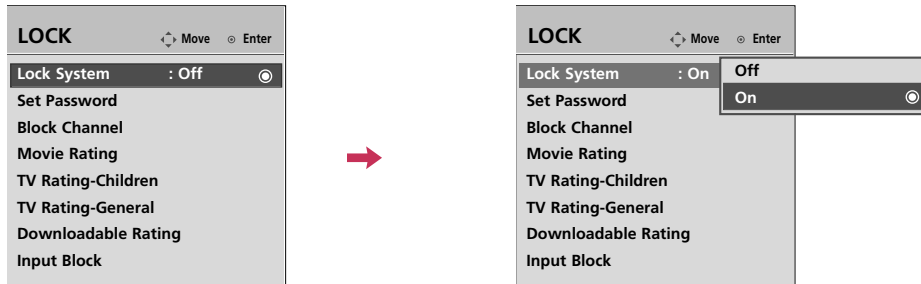 LOCK Move Enter
Lock System : Off
Set Password
Block Channel
Movie Rating
TV Rating-Children
TV Rating-General
Downloadable Rating
Input Block
LOCK Move Enter
Lock System : On
Off
On
Set Password
Block Channel
Movie Rating
TV Rating-Children
TV Rating-General
Downloadable Rating
Input Block